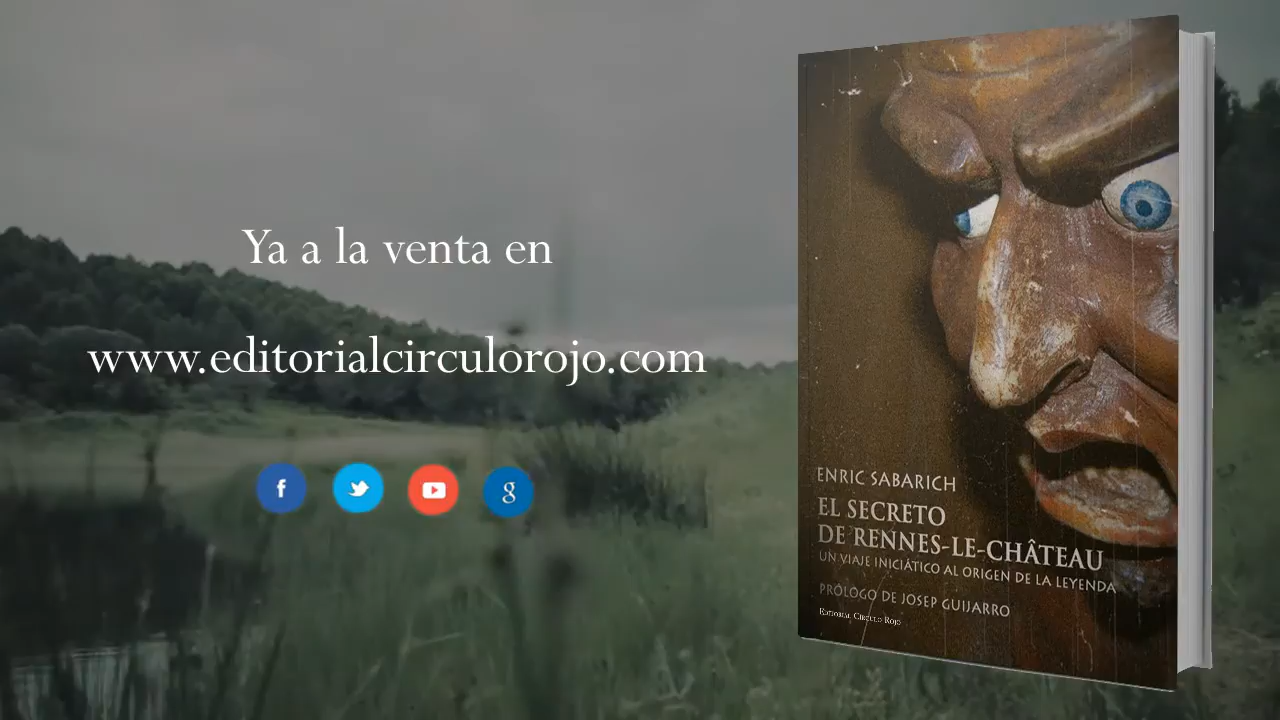 Ya a la venta en
www.editorialcirculorojo.com
f
g
ENRIC SABARICH
EL SECRETO
DE RENNES-LE-CHÂTEAU
UN VIAJE INICIÁTICO AL ORIGEN DE LA LEYENDA
PRÓLOGO DE JOSEP GUIJARRO
Editorial Círculo Rojo